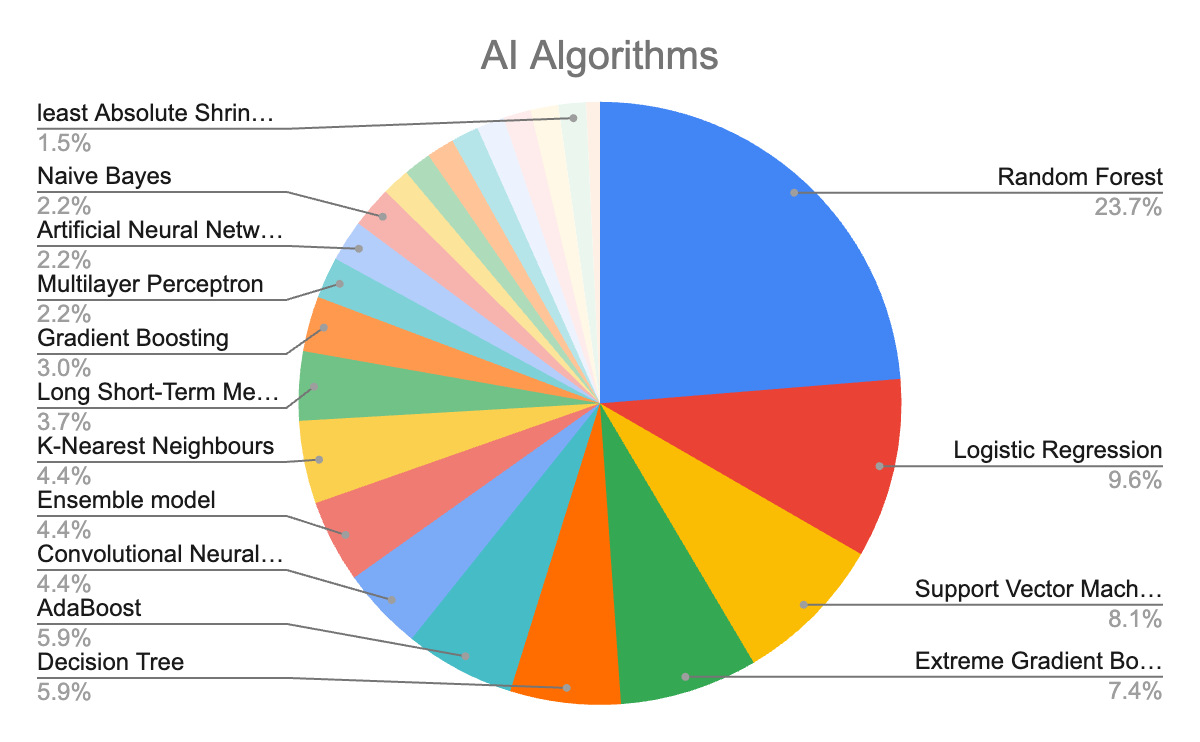 AI Algorithms
least Absolute Shrin…
1.5%
Naive Bayes
2.2%
Artificial Neural Netw…
2.2%
Multilayer Perceptron
2.2%
Gradient Boosting
3.0%
Long Short-Term Me…
3.7%
K-Nearest Neighbours
4.4%
Ensemble model
4.4%
Convolutional Neural…
4.4%
AdaBoost
5.9%
Decision Tree
5.9%
Random Forest
23.7%
Logistic Regression
9.6%
Support Vector Mach…
8.1%
Extreme Gradient Bo…
7.4%